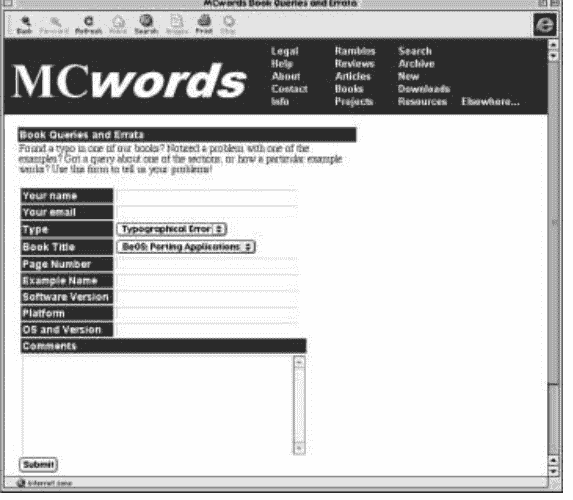 MCwords Book Queries and Errata
Back Forward Refresh Home Search Images Print Stop
MCwords
Legal Rambles Search
Help Reviews Archive
About Articles New
Contact Books Downloads
Info Projects Resources Elsewhere...
Book Queries and Errata
Found a typo in one of our books? Noticed a problem with one of the
examples? Got a query about one of the sections, or how a particular example
works? Use this form to tell us your problems!
Your name
Your email
Type Typographical Error
Book Title BeOS: Porting Applications
Page Number
Example Name
Software Version
Platform
OS and Version
Comments
Submit
Internet zone